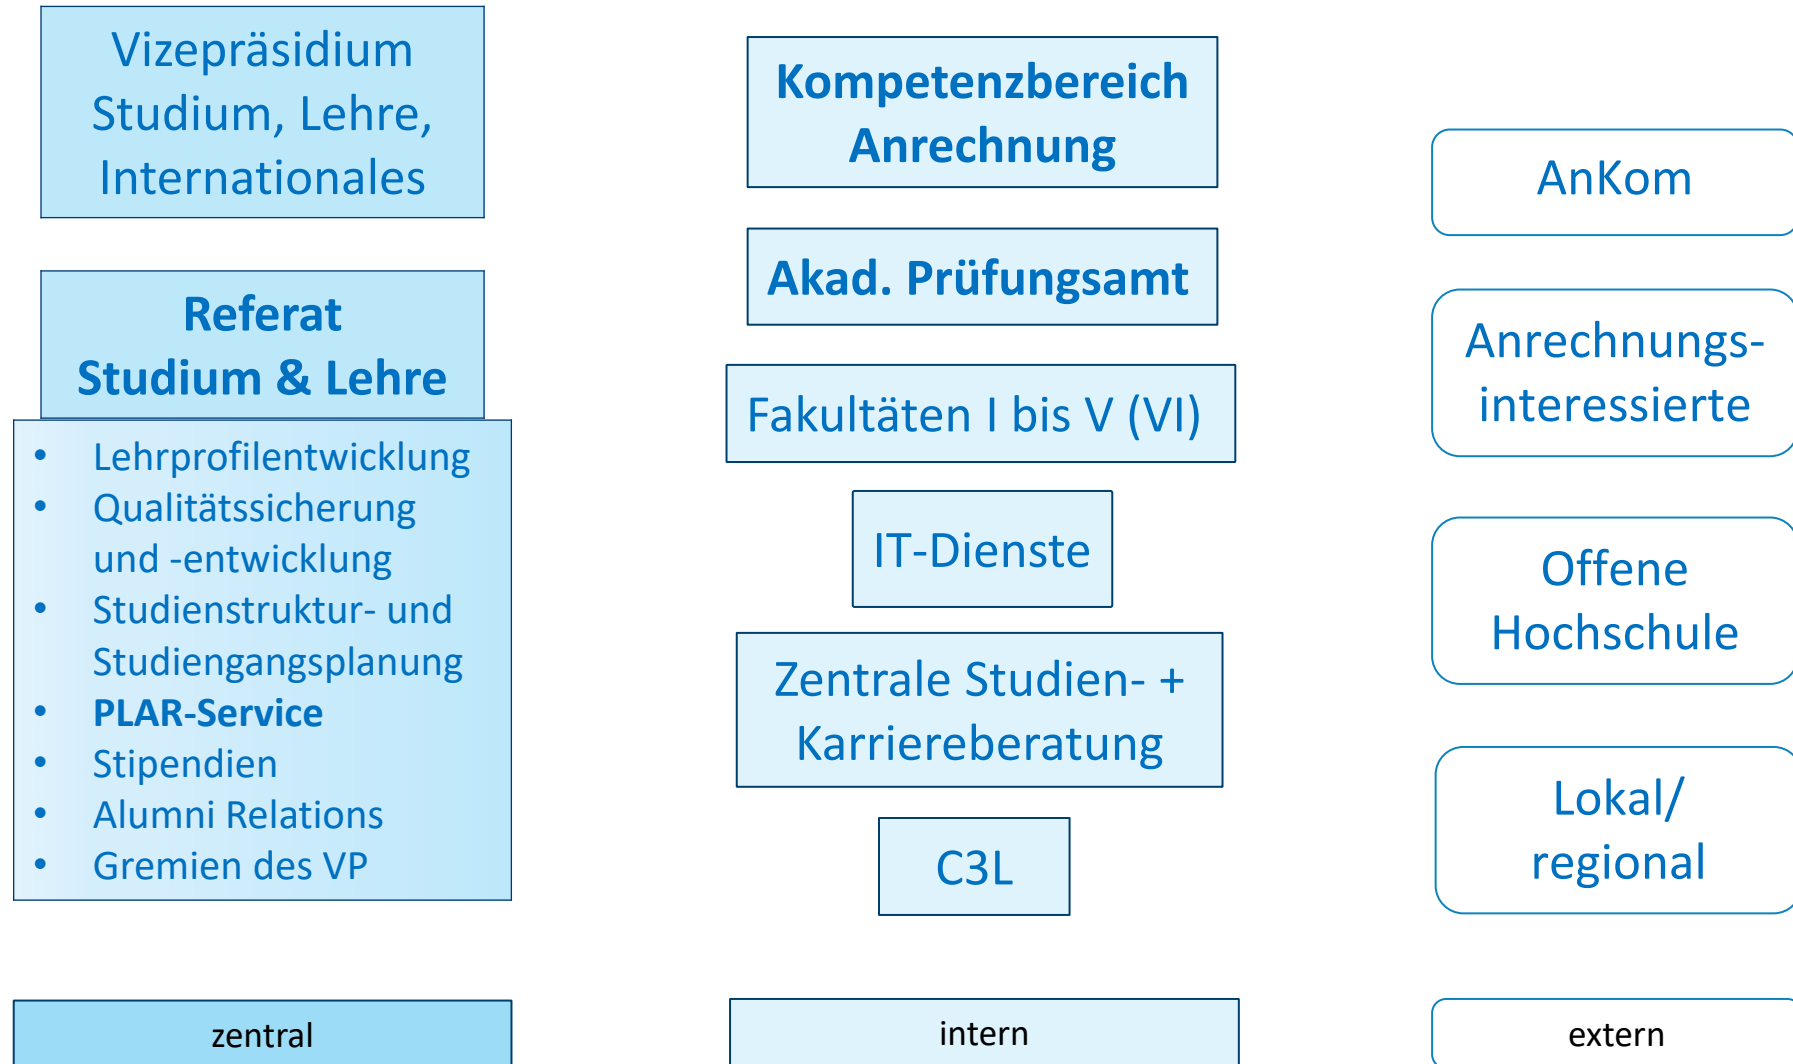 Vizepräsidium
Studium, Lehre,
Internationales
Referat
Studium & Lehre
• Lehrprofilentwicklung
• Qualitätssicherung
und -entwicklung
• Studienstruktur- und
Studiengangsplanung
• PLAR-Service
• Stipendien
• Alumni Relations
• Gremien des VP
zentral
Kompetenzbereich
Anrechnung
Akad. Prüfungsamt
Fakultäten I bis V (VI)
IT-Dienste
Zentrale Studien- +
Karriereberatung
C3L
intern
AnKom
Anrechnungs-
interessierte
Offene
Hochschule
Lokal/
regional
extern